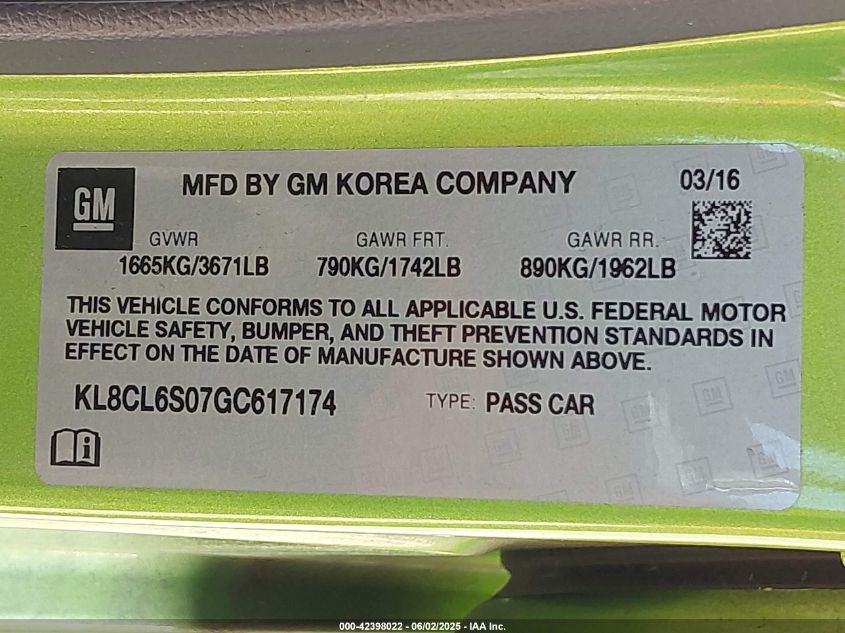 GM
MFD BY GM KOREA COMPANY
03/16
GVWR
GAWR FRT.
GAWR RR.
1665KG/3671LB
790KG/1742LB
890KG/1962LB
THIS VEHICLE CONFORMS TO ALL APPLICABLE U.S. FEDERAL MOTOR
VEHICLE SAFETY, BUMPER, AND THEFT PREVENTION STANDARDS IN
EFFECT ON THE DATE OF MANUFACTURE SHOWN ABOVE.
KL8CL6S07GC617174
TYPE: PASS CAR
000-42398022 - 06/02/2025 - IAA Inc.